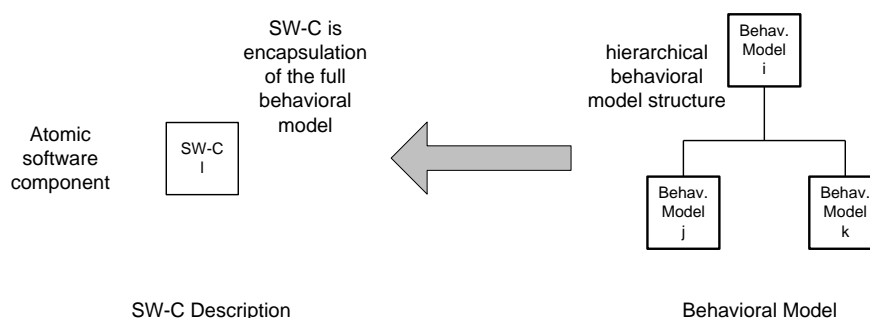 SW-C is
encapsulation
of the full
behavioral
model
Atomic
software
component
SW-C
I
hierarchical
behavioral
model structure
Behav.
Model
i
Behav.
Model
j
Behav.
Model
k
SW-C Description
Behavioral Model